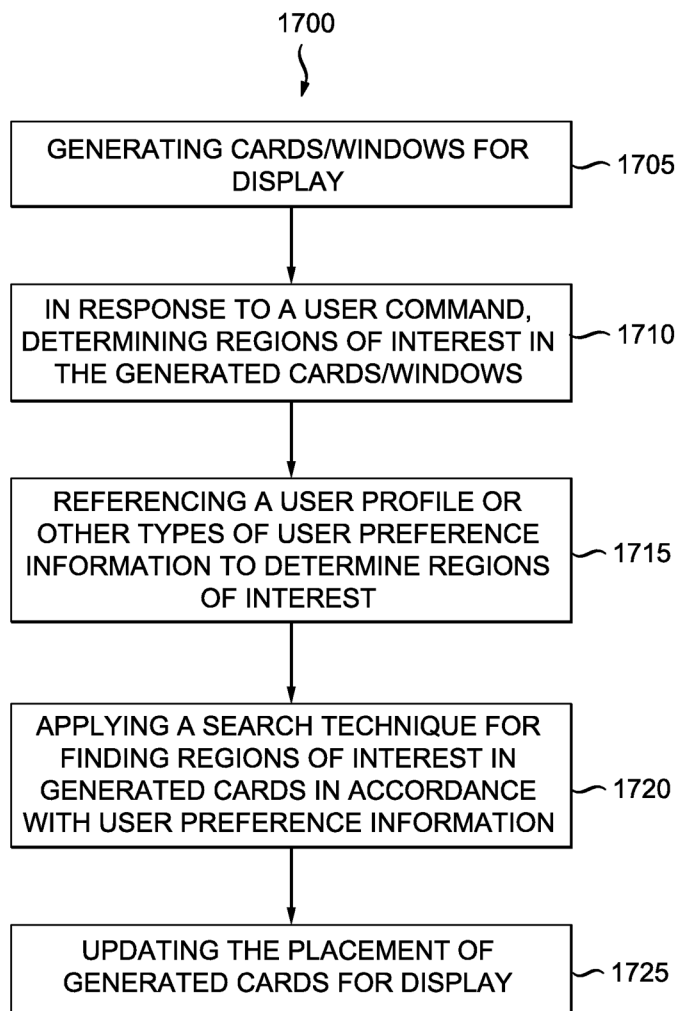 1700
GENERATING CARDS/WINDOWS FOR
DISPLAY
1705
IN RESPONSE TO A USER COMMAND,
DETERMINING REGIONS OF INTEREST IN
THE GENERATED CARDS/WINDOWS
1710
REFERENCING A USER PROFILE OR
OTHER TYPES OF USER PREFERENCE
INFORMATION TO DETERMINE REGIONS
OF INTEREST
1715
APPLYING A SEARCH TECHNIQUE FOR
FINDING REGIONS OF INTEREST IN
GENERATED CARDS IN ACCORDANCE
WITH USER PREFERENCE INFORMATION
1720
UPDATING THE PLACEMENT OF
GENERATED CARDS FOR DISPLAY
1725